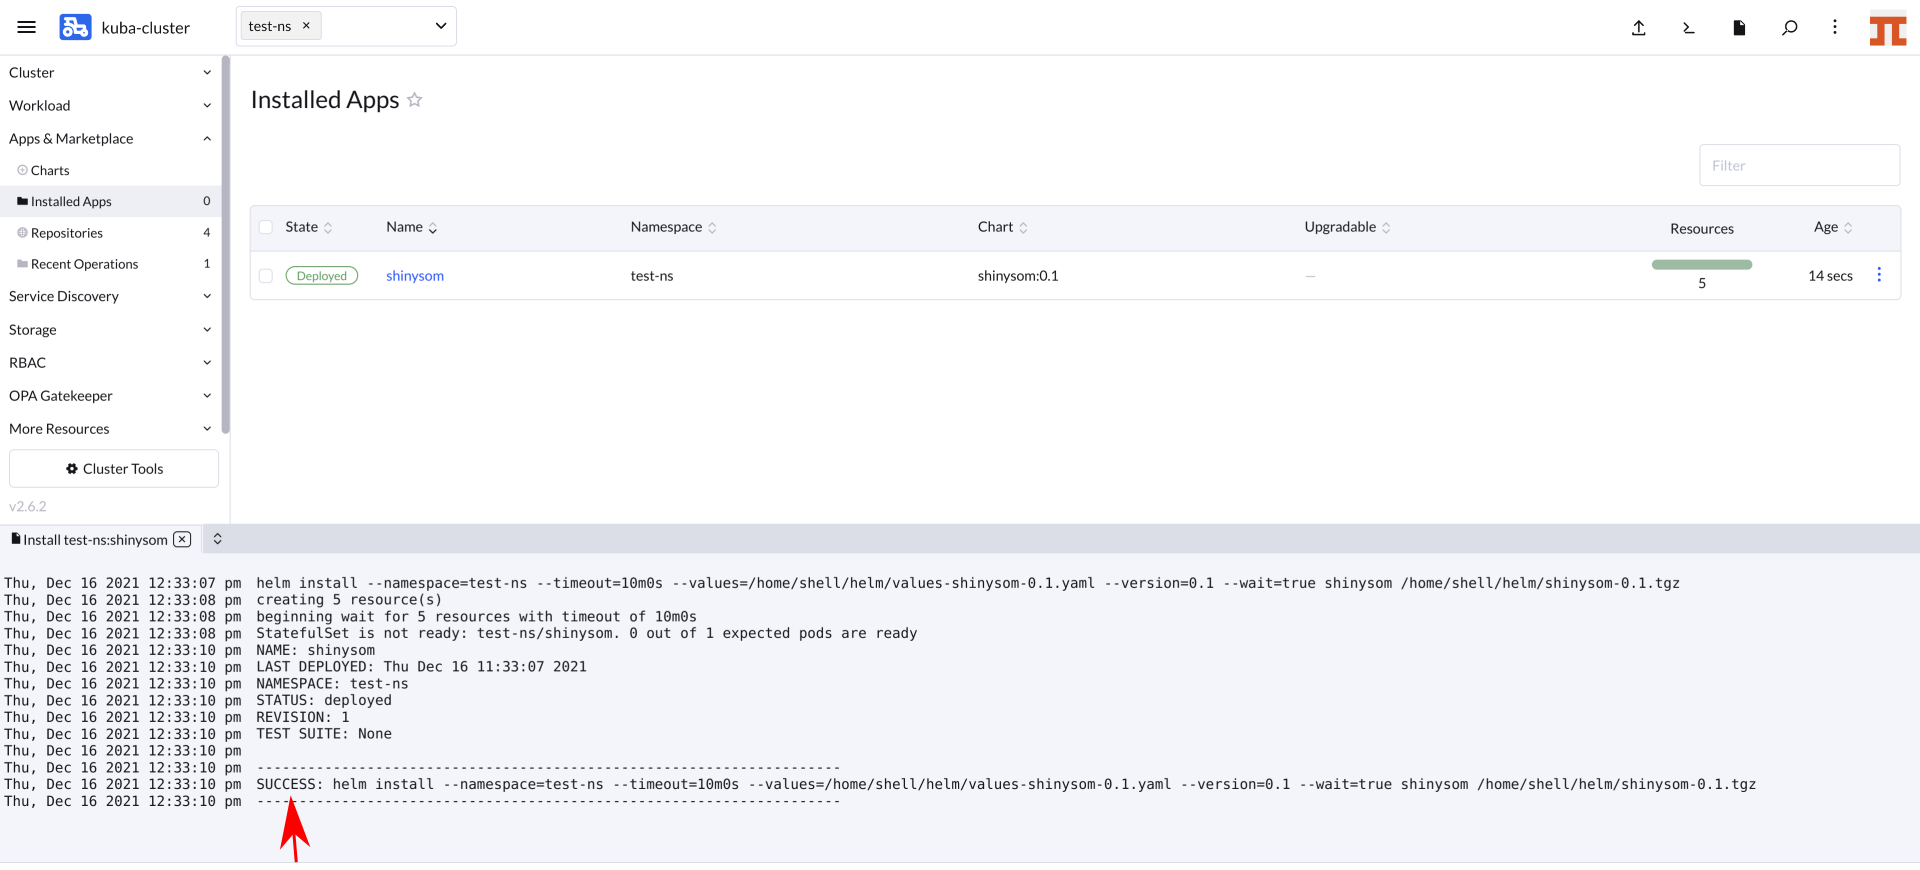 kuba-cluster
test-ns ×
Cluster
Workload
Apps & Marketplace
Charts
Installed Apps 0
Repositories 4
Recent Operations 1
Service Discovery
Storage
RBAC
OPA Gatekeeper
More Resources
Cluster Tools
v2.6.2
Installed Apps
Filter
State Name Namespace Chart Upgradable Resources Age
Deployed shinysom test-ns shinysom:0.1 — 5 14 secs
Install test-ns:shinysom
Thu, Dec 16 2021 12:33:07 pm helm install --namespace=test-ns --timeout=10m0s --values=/home/shell/helm/values-shinysom-0.1.yaml --version=0.1 --wait=true shinysom /home/shell/helm/shinysom-0.1.tgz
Thu, Dec 16 2021 12:33:08 pm creating 5 resource(s)
Thu, Dec 16 2021 12:33:08 pm beginning wait for 5 resources with timeout of 10m0s
Thu, Dec 16 2021 12:33:08 pm StatefulSet is not ready: test-ns/shinysom. 0 out of 1 expected pods are ready
Thu, Dec 16 2021 12:33:10 pm NAME: shinysom
Thu, Dec 16 2021 12:33:10 pm LAST DEPLOYED: Thu Dec 16 11:33:07 2021
Thu, Dec 16 2021 12:33:10 pm NAMESPACE: test-ns
Thu, Dec 16 2021 12:33:10 pm STATUS: deployed
Thu, Dec 16 2021 12:33:10 pm REVISION: 1
Thu, Dec 16 2021 12:33:10 pm TEST SUITE: None
Thu, Dec 16 2021 12:33:10 pm
Thu, Dec 16 2021 12:33:10 pm ---------------------------------------------------------------------
Thu, Dec 16 2021 12:33:10 pm SUCCESS: helm install --namespace=test-ns --timeout=10m0s --values=/home/shell/helm/values-shinysom-0.1.yaml --version=0.1 --wait=true shinysom /home/shell/helm/shinysom-0.1.tgz
Thu, Dec 16 2021 12:33:10 pm ---------------------------------------------------------------------